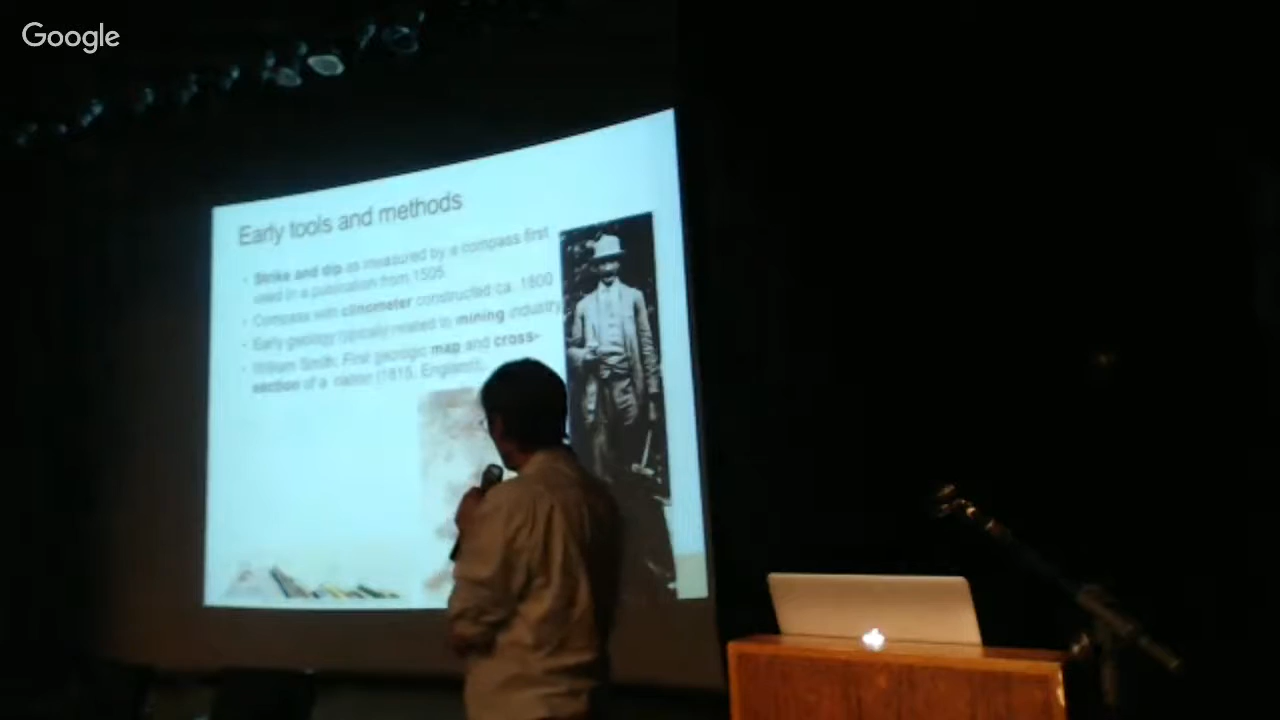 Google
Early tools and methods
Strike and dip as measured by a compass first
used in a publication from 1505
Compass with clinometer constructed ca. 1800
Early geology typically related to mining industry
William Smith: First geologic map and cross-
section of a nation (1815, England).